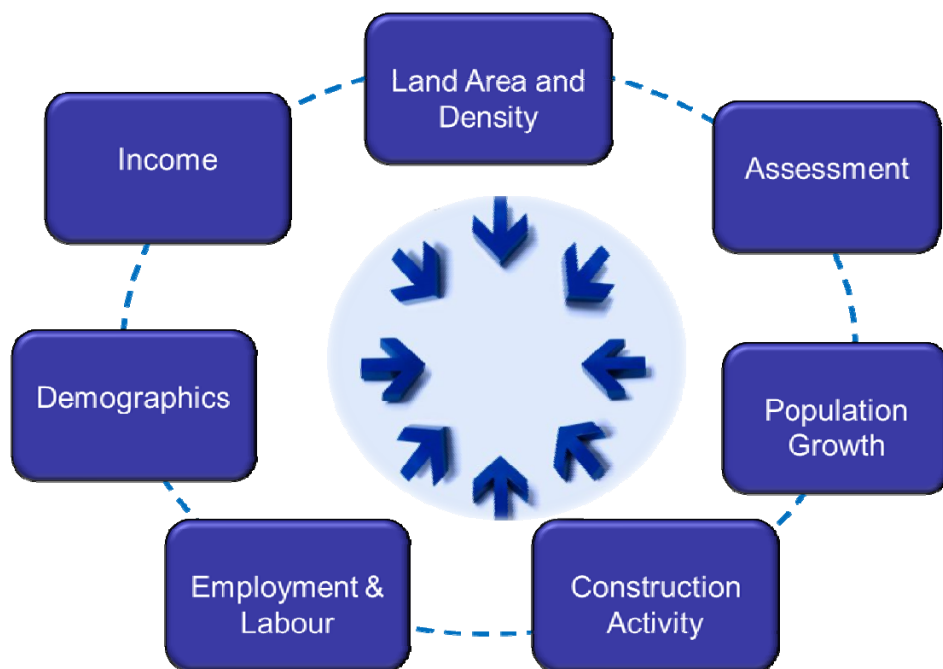 Land Area and
Density
Assessment
Population
Growth
Construction
Activity
Employment &
Labour
Demographics
Income